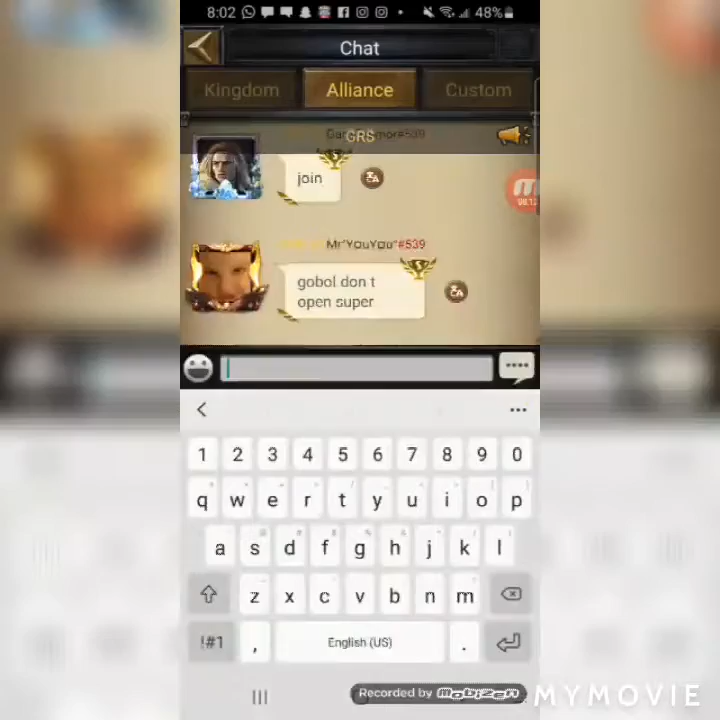 8:02
48%
Chat
Kingdom Alliance Custom
GRS
join
Mr"YouYou"#539
gobol don t
open super
1 2 3 4 5 6 7 8 9 0
q w e r t y u i o p
a s d f g h j k l
z x c v b n m
!#1 , English (US) .
Recorded by mobizen
MYMOVIE